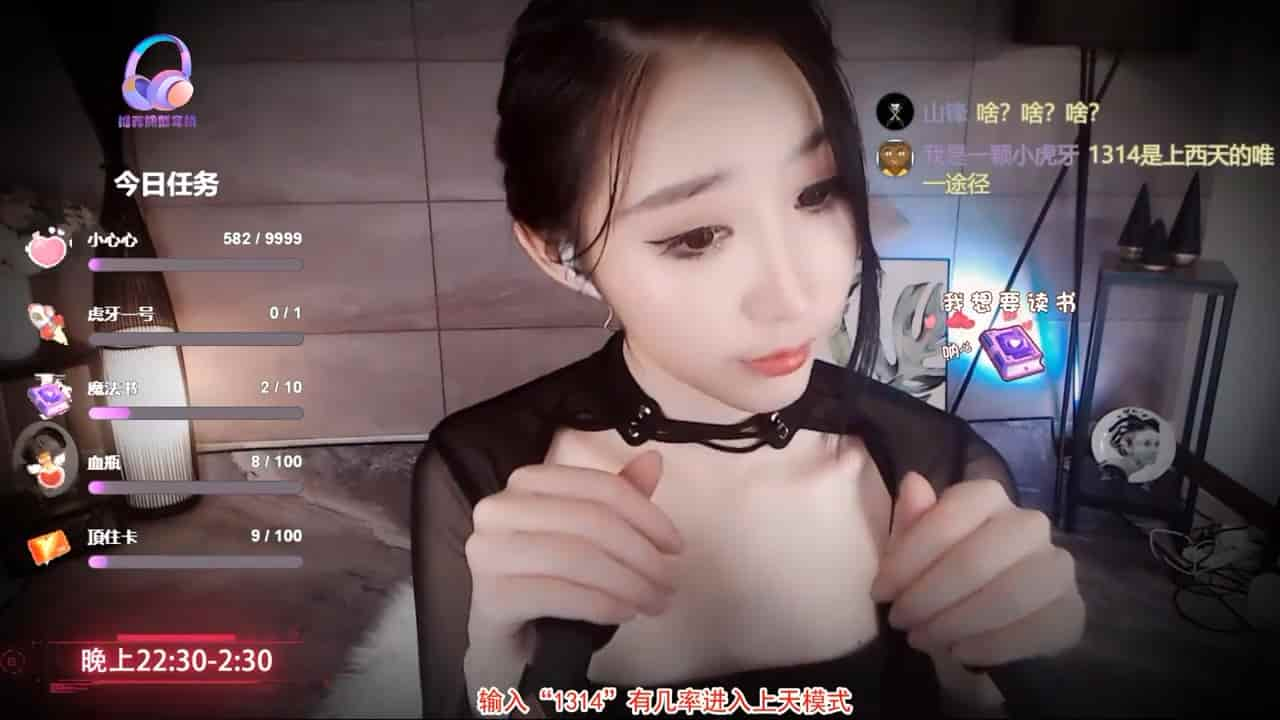 今日任务
小心心 582 / 9999
虎牙一号 0 / 1
魔法书 2 / 10
血瓶 8 / 100
頂住卡 9 / 100
晚上22:30-2:30
山锋 啥？啥？啥？
我是一颗小虎牙 1314是上西天的唯
一途径
我想要读书
呐~
输入“1314”有几率进入上天模式